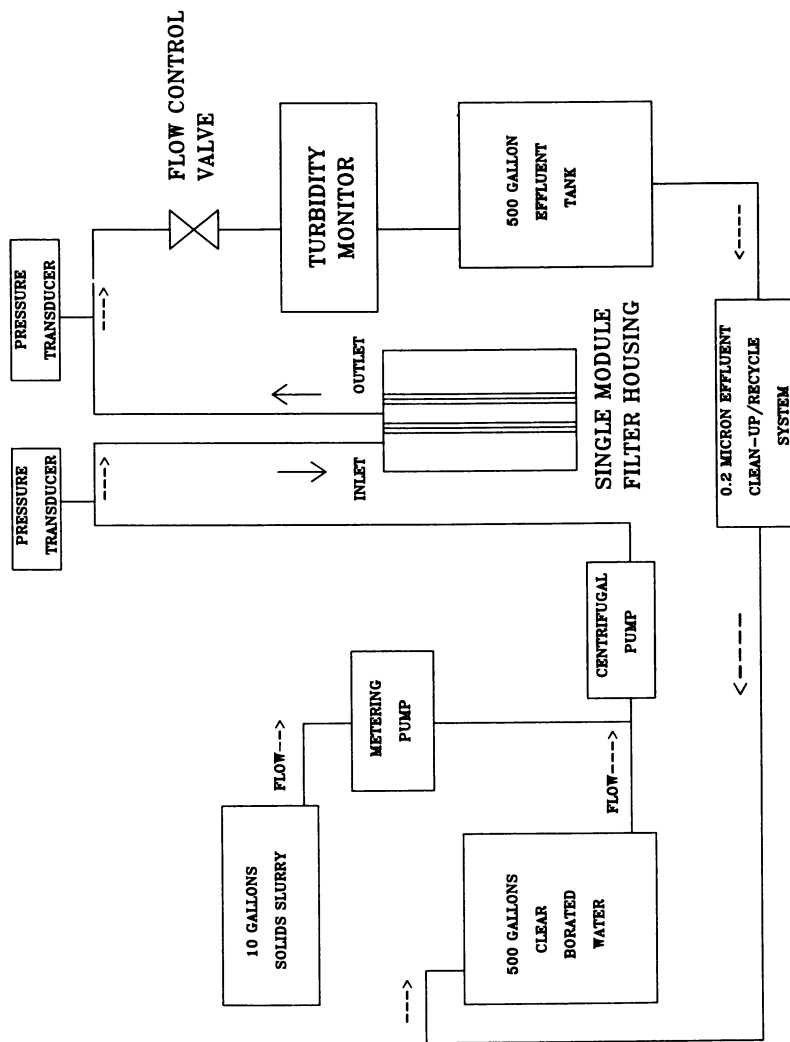 PRESSURE
TRANSDUCER
--->
PRESSURE
TRANSDUCER
--->
FLOW CONTROL
VALVE
TURBIDITY
MONITOR
500 GALLON
EFFLUENT
TANK
<-----
INLET
OUTLET
SINGLE MODULE
FILTER HOUSING
10 GALLONS
SOLIDS SLURRY
FLOW--->
METERING
PUMP
CENTRIFUGAL
PUMP
500 GALLONS
CLEAR
BORATED
WATER
FLOW---->
--->
<-----
0.2 MICRON EFFLUENT
CLEAN-UP/RECYCLE
SYSTEM